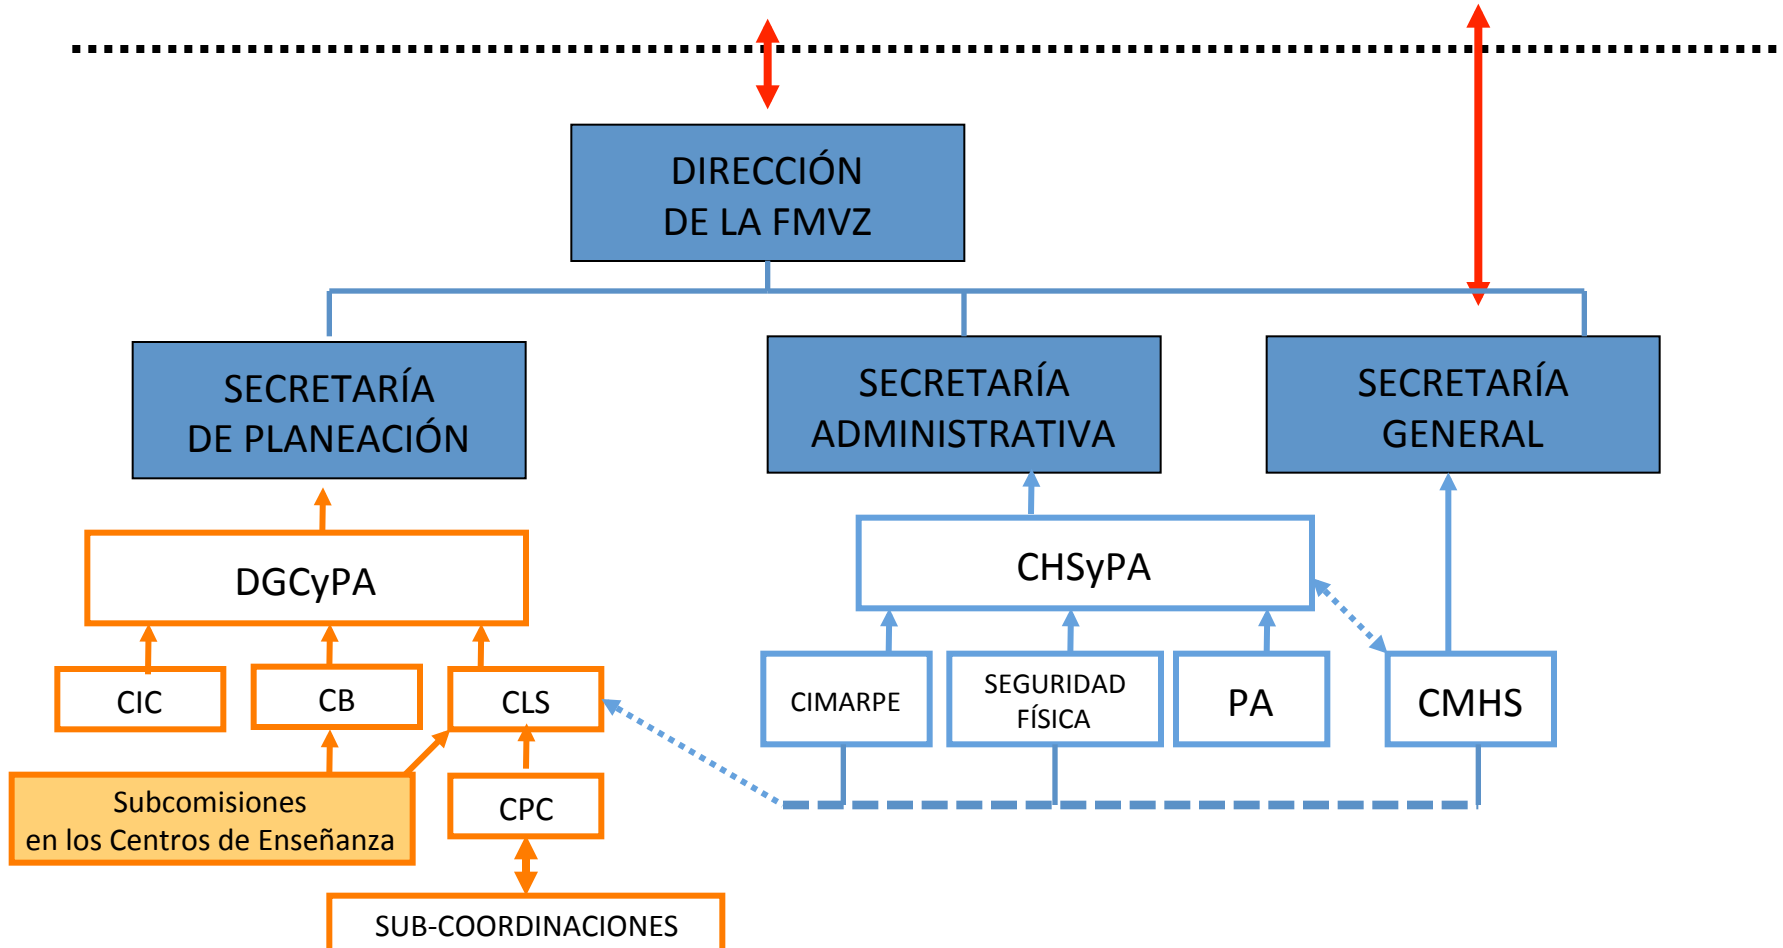 DIRECCIÓN
DE LA FMVZ
SECRETARÍA
DE PLANEACIÓN
SECRETARÍA
ADMINISTRATIVA
SECRETARÍA
GENERAL
DGCyPA
CHSyPA
CIC
CB
CLS
CIMARPE
SEGURIDAD
FÍSICA
PA
CMHS
Subcomisiones
en los Centros de Enseñanza
CPC
SUB-COORDINACIONES